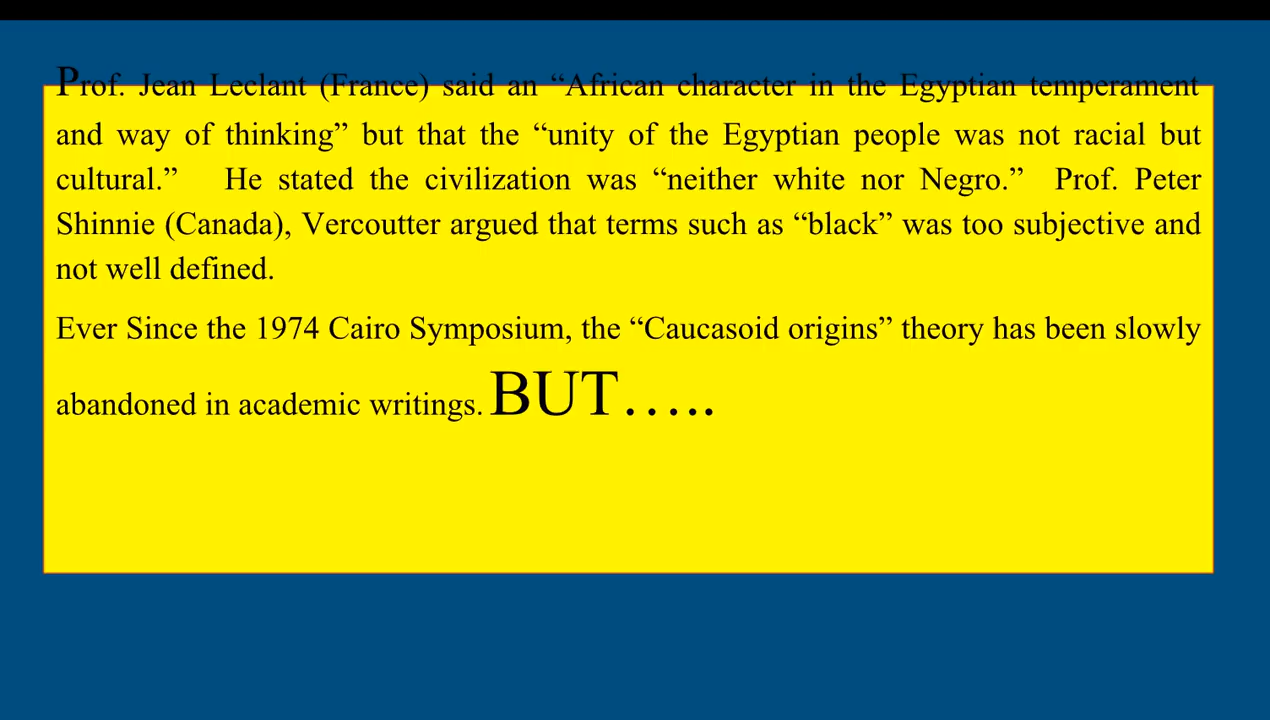 Prof. Jean Leclant (France) said an “African character in the Egyptian temperament
and way of thinking” but that the “unity of the Egyptian people was not racial but
cultural.” He stated the civilization was “neither white nor Negro.” Prof. Peter
Shinnie (Canada), Vercoutter argued that terms such as “black” was too subjective and
not well defined.
Ever Since the 1974 Cairo Symposium, the “Caucasoid origins” theory has been slowly
abandoned in academic writings. BUT…..